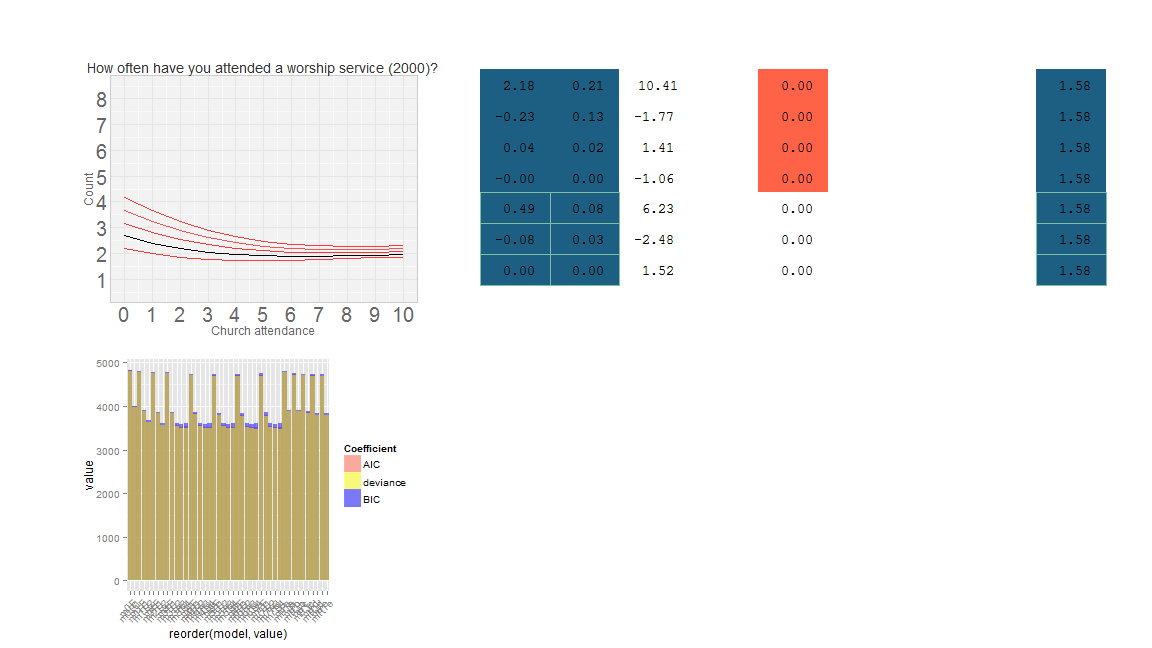 How often have you attended a worship service (2000)?
8
7
6
5
4
3
2
1
Count
0 1 2 3 4 5 6 7 8 9 10
Church attendance
2.18 0.21 10.41 0.00 1.58
-0.23 0.13 -1.77 0.00 1.58
0.04 0.02 1.41 0.00 1.58
-0.00 0.00 -1.06 0.00 1.58
0.49 0.08 6.23 0.00 1.58
-0.08 0.03 -2.48 0.00 1.58
0.00 0.00 1.52 0.00 1.58
5000
4000
3000
2000
1000
0
value
reorder(model, value)
Coefficient
AIC
deviance
BIC